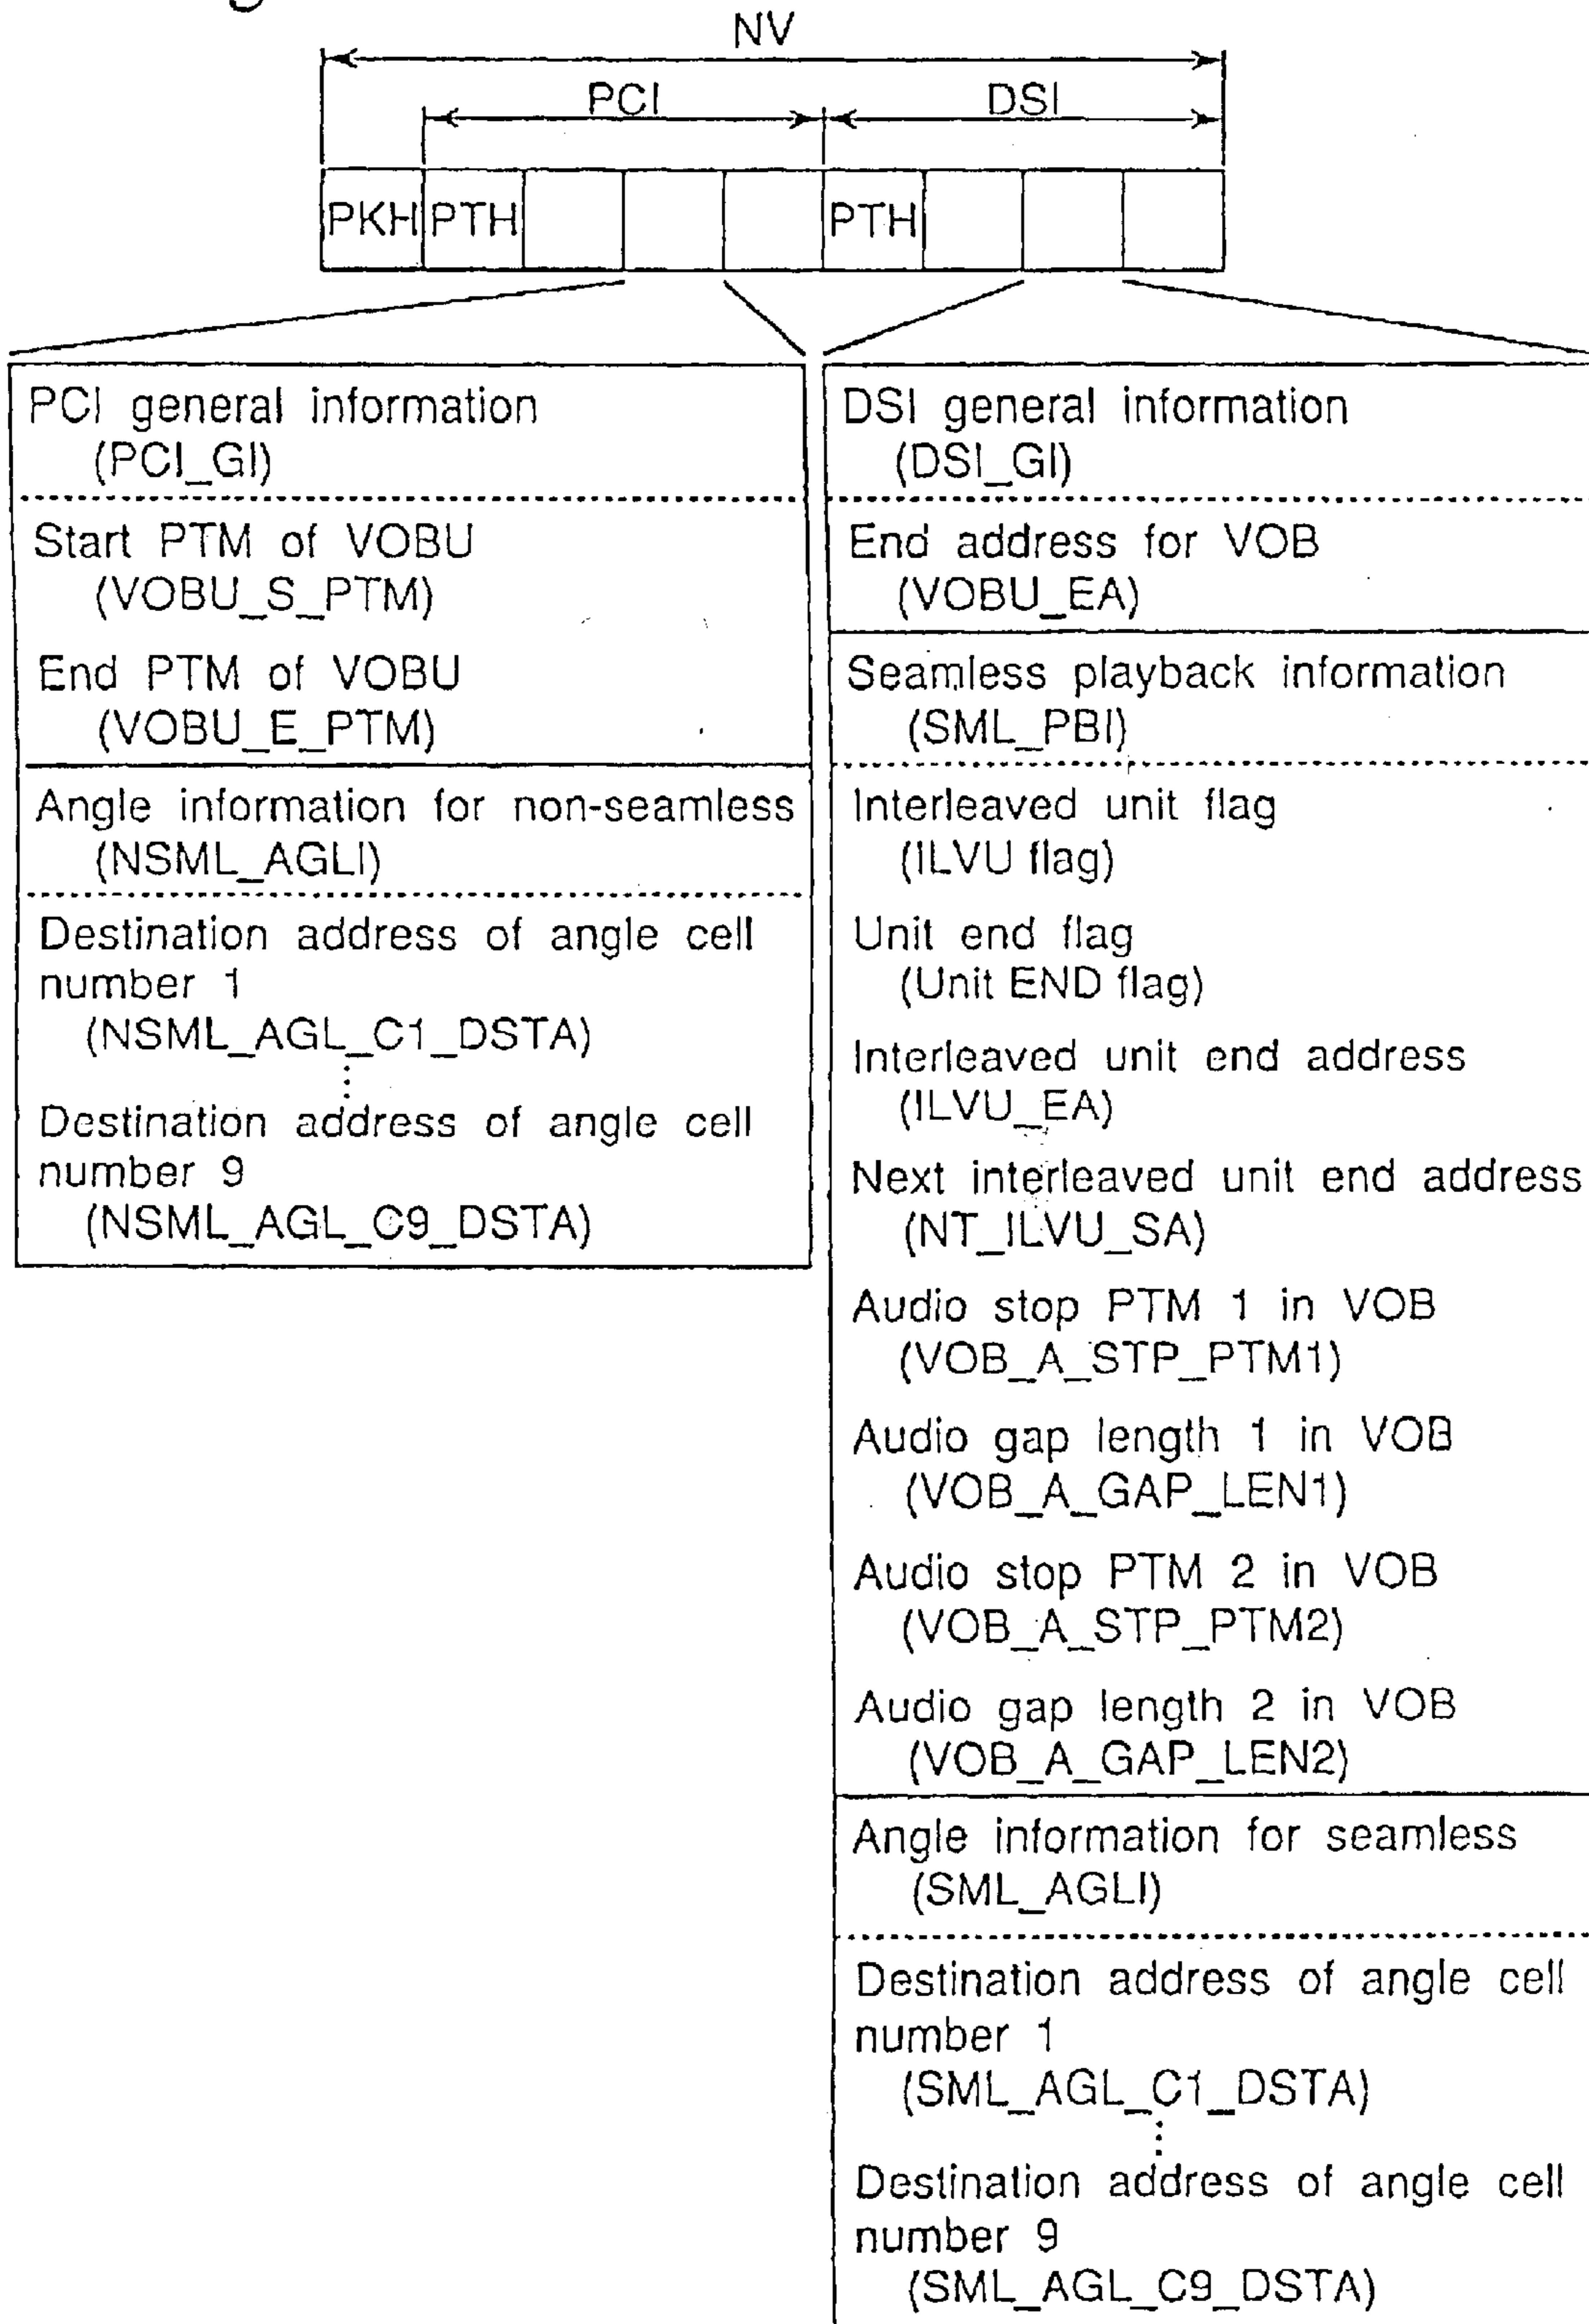 NV
PCI
DSI
PKH
PTH
PTH
PCI general information
(PCI_GI)
Start PTM of VOBU
(VOBU_S_PTM)
End PTM of VOBU
(VOBU_E_PTM)
Angle information for non-seamless
(NSML_AGLI)
Destination address of angle cell
number 1
(NSML_AGL_C1_DSTA)
Destination address of angle cell
number 9
(NSML_AGL_C9_DSTA)
DSI general information
(DSI_GI)
End address for VOB
(VOBU_EA)
Seamless playback information
(SML_PBI)
Interleaved unit flag
(ILVU flag)
Unit end flag
(Unit END flag)
Interleaved unit end address
(ILVU_EA)
Next interleaved unit end address
(NT_ILVU_SA)
Audio stop PTM 1 in VOB
(VOB_A_STP_PTM1)
Audio gap length 1 in VOB
(VOB_A_GAP_LEN1)
Audio stop PTM 2 in VOB
(VOB_A_STP_PTM2)
Audio gap length 2 in VOB
(VOB_A_GAP_LEN2)
Angle information for seamless
(SML_AGLI)
Destination address of angle cell
number 1
(SML_AGL_C1_DSTA)
Destination address of angle cell
number 9
(SML_AGL_C9_DSTA)